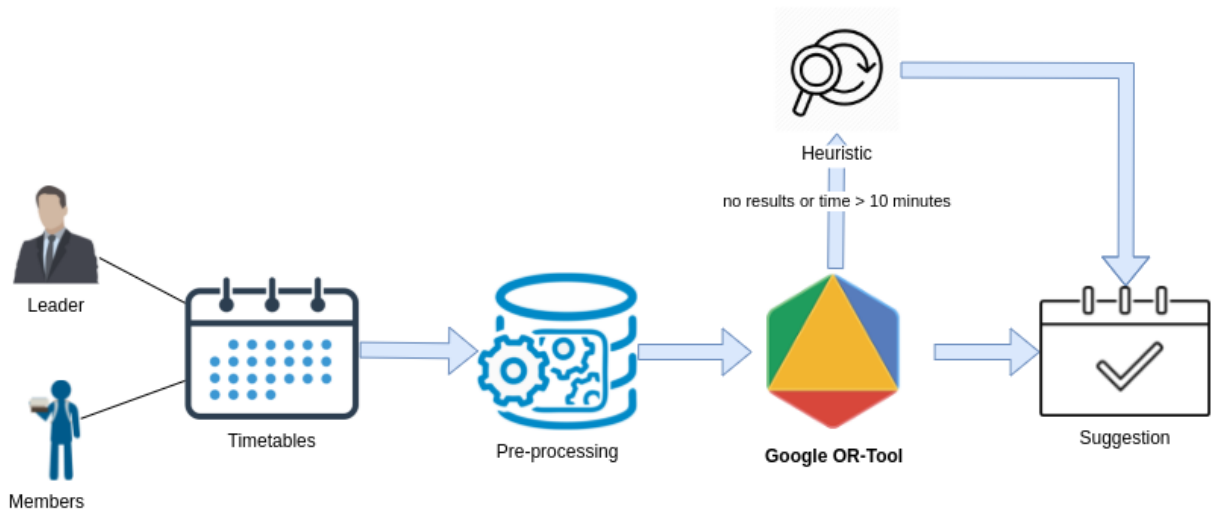 Heuristic
no results or time > 10 minutes
Leader
Timetables
Pre-processing
Google OR-Tool
Suggestion
Members